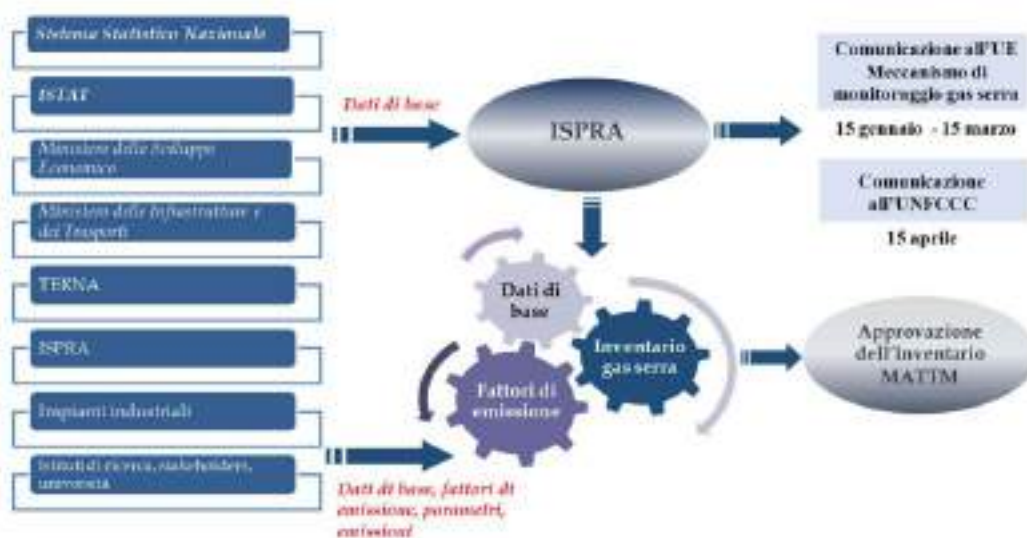 Sistema Statistico Nazionale
ISTAT
Ministero dello Sviluppo
Economico
Ministero delle Infrastrutture e
dei Trasporti
TERNA
ISPRA
Impianti industriali
Istituti di ricerca, stakeholders,
università
Dati di base
Dati di base, fattori di
emissione, parametri,
emissioni
ISPRA
Dati di
base
Fattori di
emissione
Inventario
gas serra
Comunicazione all'UE
Meccanismo di
monitoraggio gas serra
15 gennaio - 15 marzo
Comunicazione
all'UNFCCC
15 aprile
Approvazione
dell'Inventario
MATTM